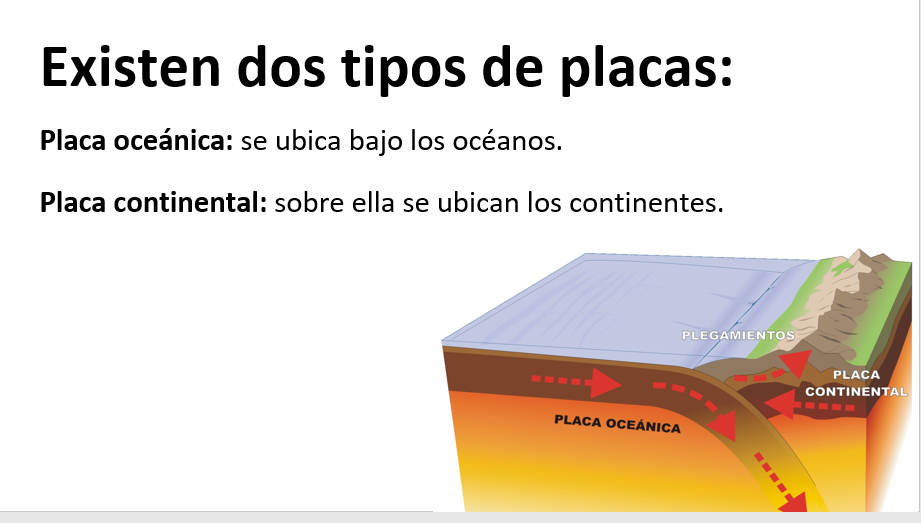 Existen dos tipos de placas:
Placa oceánica: se ubica bajo los océanos.
Placa continental: sobre ella se ubican los continentes.
PLEGAMIENTOS
PLACA
CONTINENTAL
PLACA OCEÁNICA